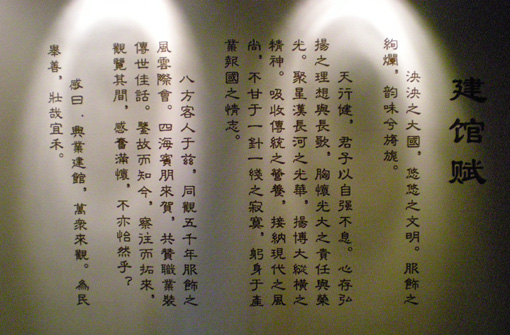 建馆赋
泱泱之大國，悠悠之文明。服飾之
絢爛，韵味兮旖旎。
天行健，君子以自强不息。心存弘
揚之理想與長歌，胸懷光大之責任與榮
光。聚星漢長河之光華，揚博大縱橫之
精神。吸收傳統之營養，接納現代之風
尚，不甘于一針一綫之寂寞，躬身于產
業報國之情志。
八方客人于兹，同觀五千年服飾之
風雲際會。四海賓朋來賀，共贊職業裝
傳世佳話。鑒故而知今，察往而拓來，
觀覽其間，感奮滿懷，不亦怡然乎？
感曰：興業建館，萬衆來觀。為民
舉善，壯哉宜禾。